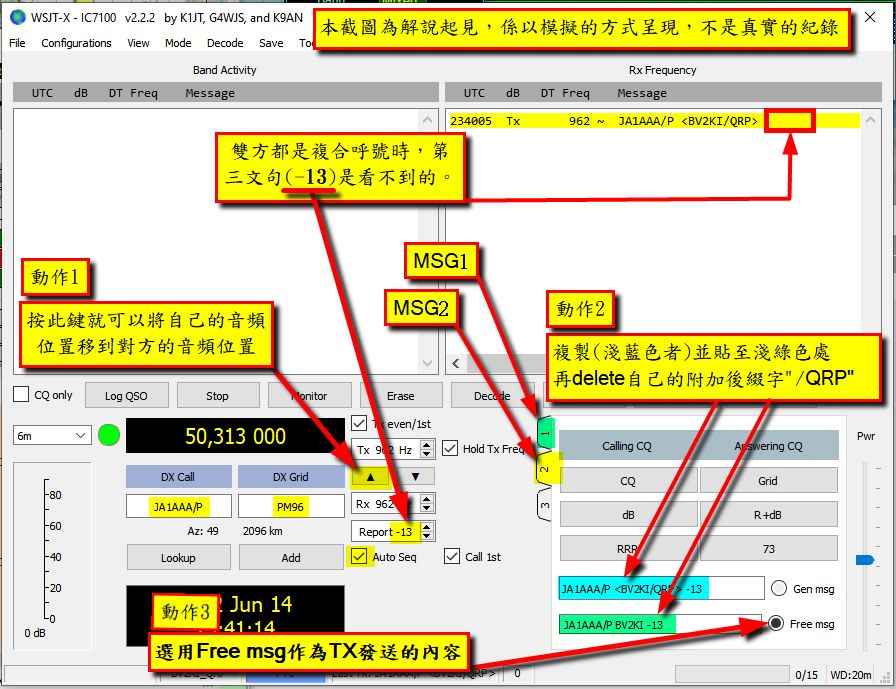 WSJT-X - IC7100 v2.2.2 by K1JT, G4WJS, and K9AN
本截圖為解說起見，係以模擬的方式呈現，不是真實的紀錄
File Configurations View Mode Decode Save
Band Activity
Rx Frequency
UTC dB DT Freq Message
UTC dB DT Freq Message
234005 Tx 962 ~ JA1AAA/P <BV2KI/QRP>
雙方都是複合呼號時，第
三文句(-13)是看不到的。
MSG1
MSG2
動作1
按此鍵就可以將自己的音頻
位置移到對方的音頻位置
動作2
複製(淺藍色者)並貼至淺綠色處
再delete自己的附加後綴字"/QRP"
CQ only
Log QSO
Stop
Monitor
Erase
Decode
6m
50,313 000
Tx even/1st
Hz
Hold Tx Freq
▲
▼
Rx 962
Report -13
Auto Seq
Call 1st
DX Call
DX Grid
JA1AAA/P
PM96
Az: 49
2096 km
Lookup
Add
80
60
40
20
0
0 dB
Jun 14
動作3
選用Free msg作為TX發送的內容
1
2
3
Calling CQ
Answering CQ
CQ
Grid
dB
R+dB
RRR
73
JA1AAA/P <BV2KI/QRP> -13
Gen msg
JA1AAA/P BV2KI -13
Free msg
Pwr
0
0/15
WD:20m